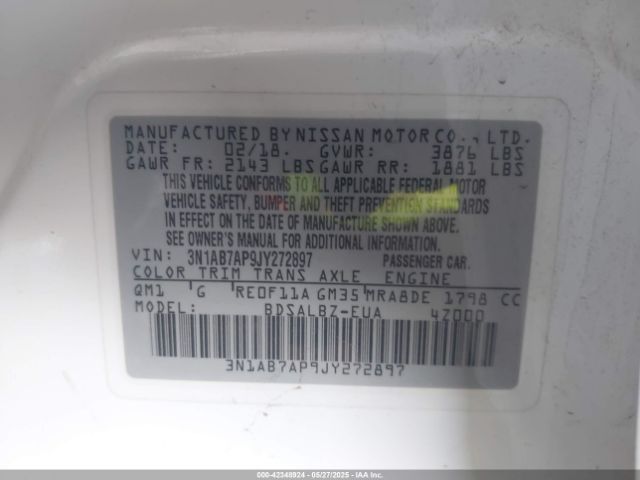 MANUFACTURED BY NISSAN MOTOR CO., LTD.
DATE: 02/18. GVWR: 3876 LBS
GAWR FR: 2143 LBS GAWR RR: 1881 LBS
THIS VEHICLE CONFORMS TO ALL APPLICABLE FEDERAL MOTOR
VEHICLE SAFETY, BUMPER AND THEFT PREVENTION STANDARDS
IN EFFECT ON THE DATE OF MANUFACTURE SHOWN ABOVE.
SEE OWNER'S MANUAL FOR ADDITIONAL INFORMATION.
VIN: 3N1AB7AP9JY272897 PASSENGER CAR.
COLOR TRIM TRANS AXLE ENGINE
QM1 G RE0F11A GM35 MRA8DE 1798 CC
MODEL: BDSALBZ-EUA 4Z000
3N1AB7AP9JY272897
000-42348924 - 05/27/2025 - IAA Holdings, LLC.